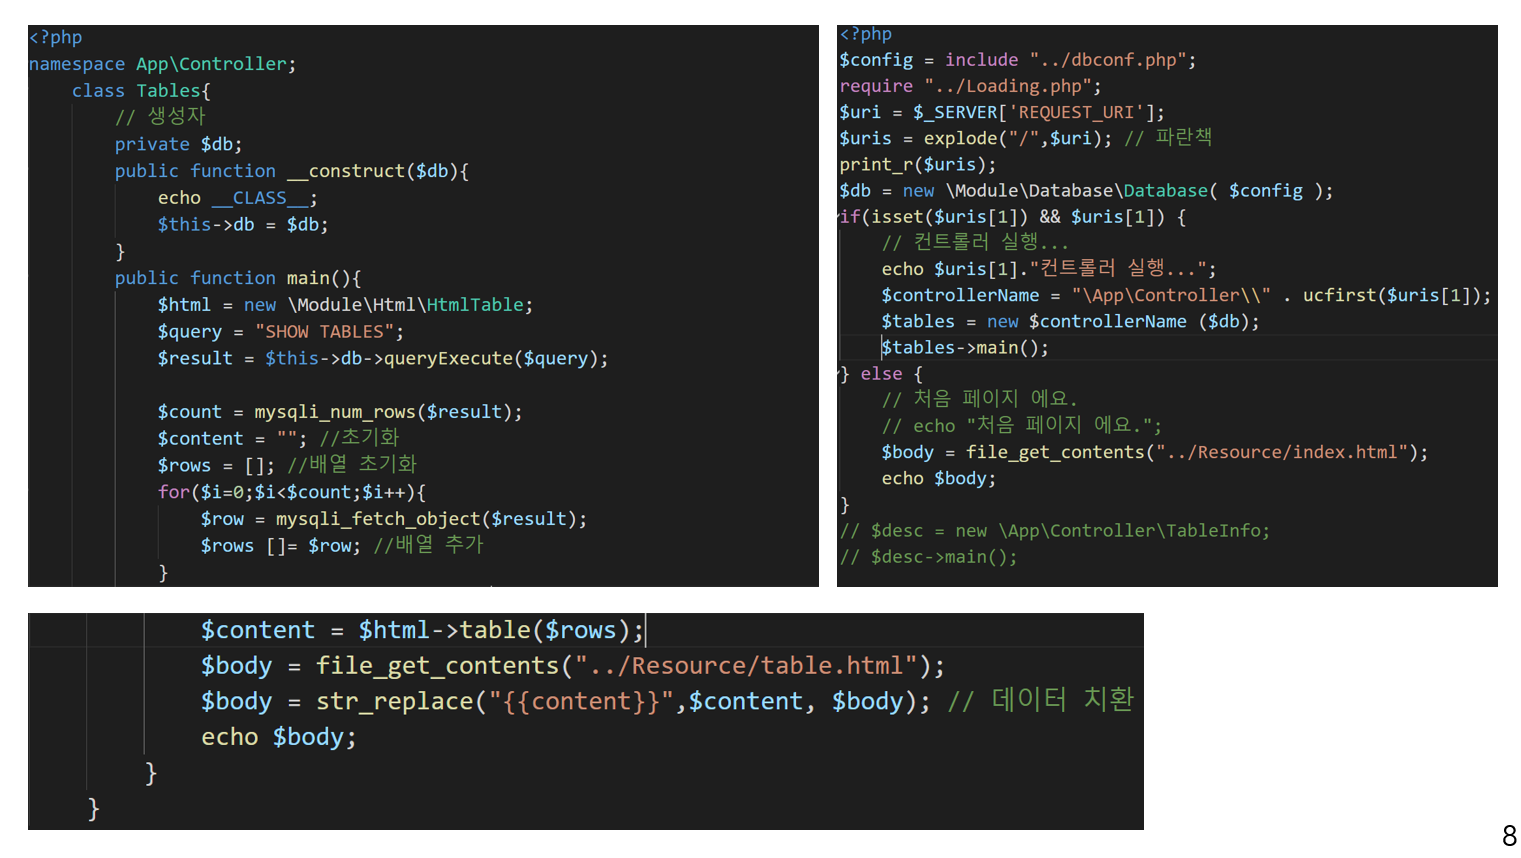 <?php
namespace App\Controller;
    class Tables{
        // 생성자
        private $db;
        public function __construct($db){
            echo __CLASS__;
            $this->db = $db;
        }
        public function main(){
            $html = new \Module\Html\HtmlTable;
            $query = "SHOW TABLES";
            $result = $this->db->queryExecute($query);

            $count = mysqli_num_rows($result);
            $content = ""; //초기화
            $rows = []; //배열 초기화
            for($i=0;$i<$count;$i++){
                $row = mysqli_fetch_object($result);
                $rows []= $row; //배열 추가
            }
<?php
$config = include "../dbconf.php";
require "../Loading.php";
$uri = $_SERVER['REQUEST_URI'];
$uris = explode("/",$uri); // 파란책
print_r($uris);
$db = new \Module\Database\Database( $config );
if(isset($uris[1]) && $uris[1]) {
    // 컨트롤러 실행...
    echo $uris[1]."컨트롤러 실행...";
    $controllerName = "\App\Controller\\" . ucfirst($uris[1]);
    $tables = new $controllerName ($db);
    $tables->main();
} else {
    // 처음 페이지 에요.
    // echo "처음 페이지 에요.";
    $body = file_get_contents("../Resource/index.html");
    echo $body;
}
// $desc = new \App\Controller\TableInfo;
// $desc->main();
            $content = $html->table($rows);
            $body = file_get_contents("../Resource/table.html");
            $body = str_replace("{{content}}",$content, $body); // 데이터 치환
            echo $body;
        }
    }
8